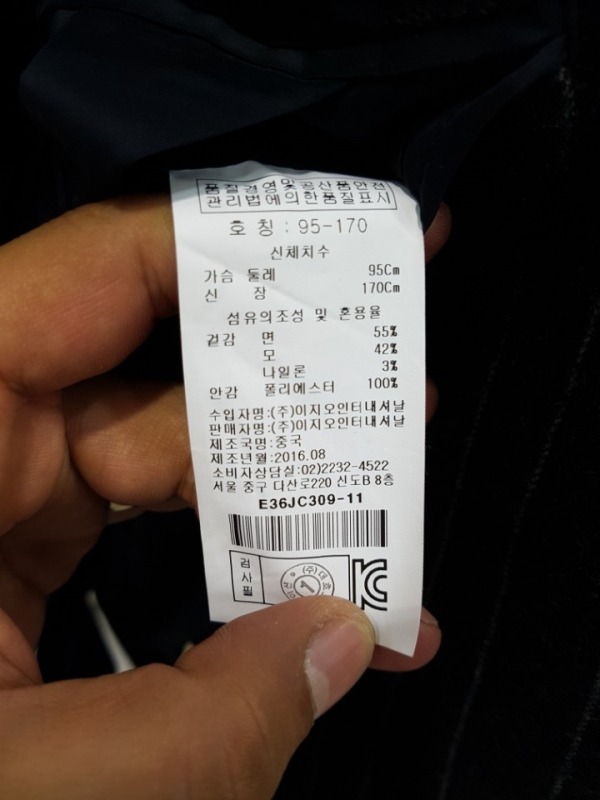 품질경영및공산품안전
관리법에의한품질표시
호 칭 : 95-170
신체치수
가슴 둘레 95Cm
신 장 170Cm
섬유의조성 및 혼용율
겉감 면 55%
모 42%
나일론 3%
안감 폴리에스터 100%
수입자명:(주)이지오인터내셔날
판매자명:(주)이지오인터내셔날
제조국명:중국
제조년월:2016.08
소비자상담실:02)2232-4522
서울 중구 다산로220 신도B 8층
E36JC309-11
검사필
(주)대
1
KC